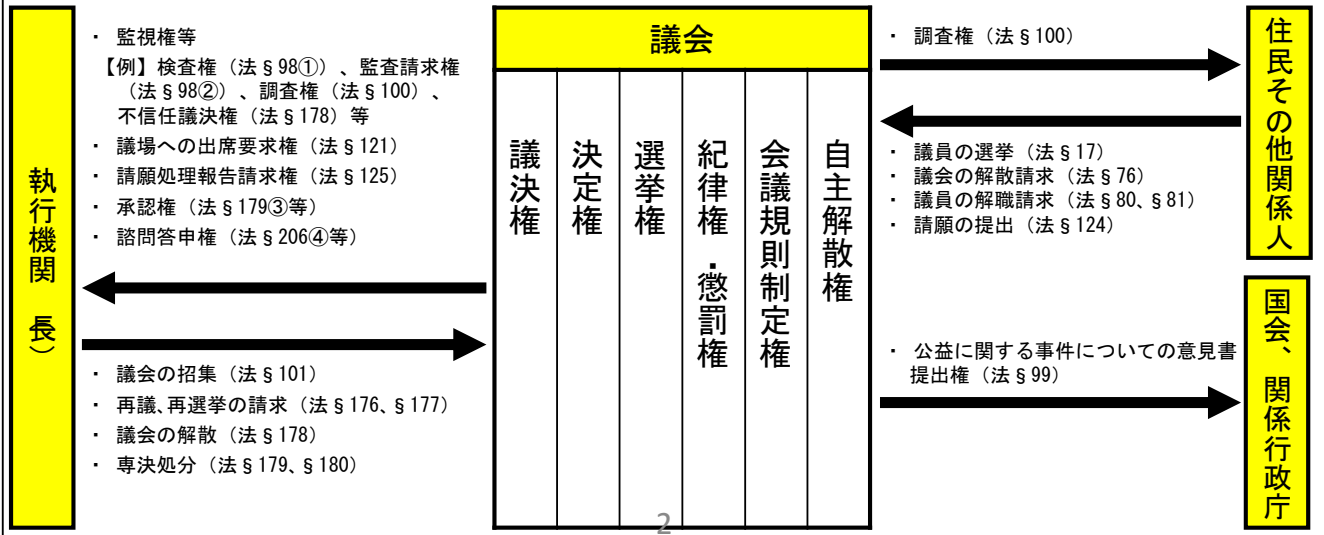 執行機関 長）
・ 監視権等
【例】検査権（法§98①）、監査請求権
（法§98②）、調査権（法§100）、
不信任議決権（法§178）等
・ 議場への出席要求権（法§121）
・ 請願処理報告請求権（法§125）
・ 承認権（法§179③等）
・ 諮問答申権（法§206④等）
・ 議会の招集（法§101）
・ 再議、再選挙の請求（法§176、§177）
・ 議会の解散（法§178）
・ 専決処分（法§179、§180）
議会
議決権
決定権
選挙権
紀律権・懲罰権
会議規則制定権
自主解散権
・ 調査権（法§100）
・ 議員の選挙（法§17）
・ 議会の解散請求（法§76）
・ 議員の解職請求（法§80、§81）
・ 請願の提出（法§124）
・ 公益に関する事件についての意見書
提出権（法§99）
住民その他関係人
国会、関係行政庁
2